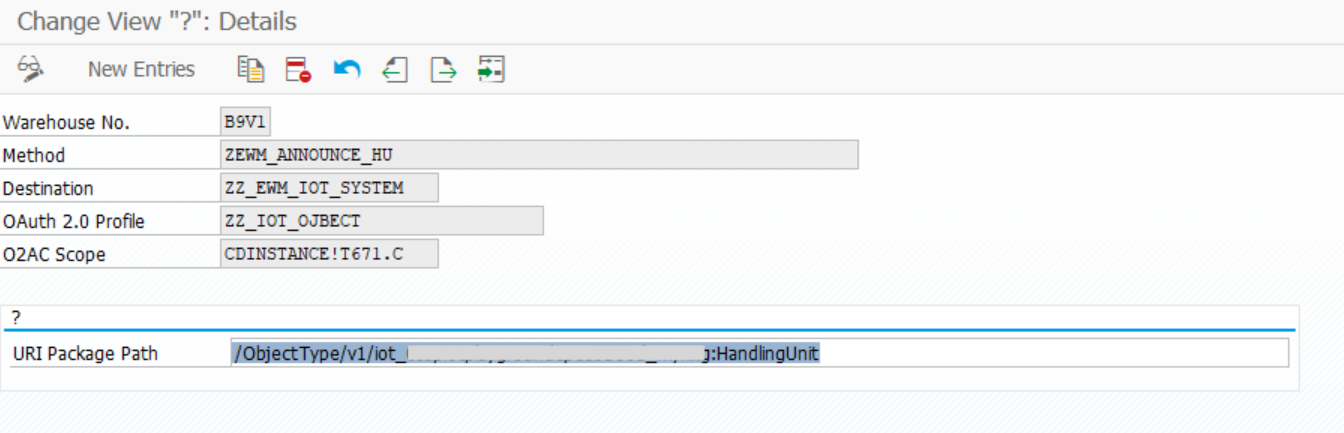 Change View "?": Details
New Entries
Warehouse No. B9V1
Method ZEWM_ANNOUNCE_HU
Destination ZZ_EWM_IOT_SYSTEM
OAuth 2.0 Profile ZZ_IOT_OJBECT
O2AC Scope CDINSTANCE!T671.C
?
URI Package Path /ObjectType/v1/iot_ :HandlingUnit